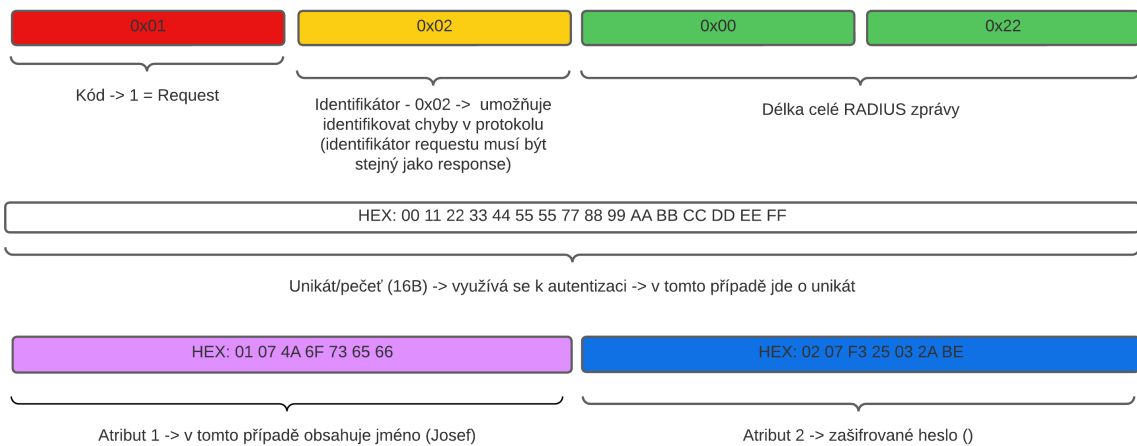 0x01
0x02
0x00
0x22
Kód -> 1 = Request
Identifikátor - 0x02 -> umožňuje
identifikovat chyby v protokolu
(identifikátor requestu musí být
stejný jako response)
Délka celé RADIUS zprávy
HEX: 00 11 22 33 44 55 55 77 88 99 AA BB CC DD EE FF
Unikát/pečeť (16B) -> využívá se k autentizaci -> v tomto případě jde o unikát
HEX: 01 07 4A 6F 73 65 66
HEX: 02 07 F3 25 03 2A BE
Atribut 1 -> v tomto případě obsahuje jméno (Josef)
Atribut 2 -> zašifrované heslo ()